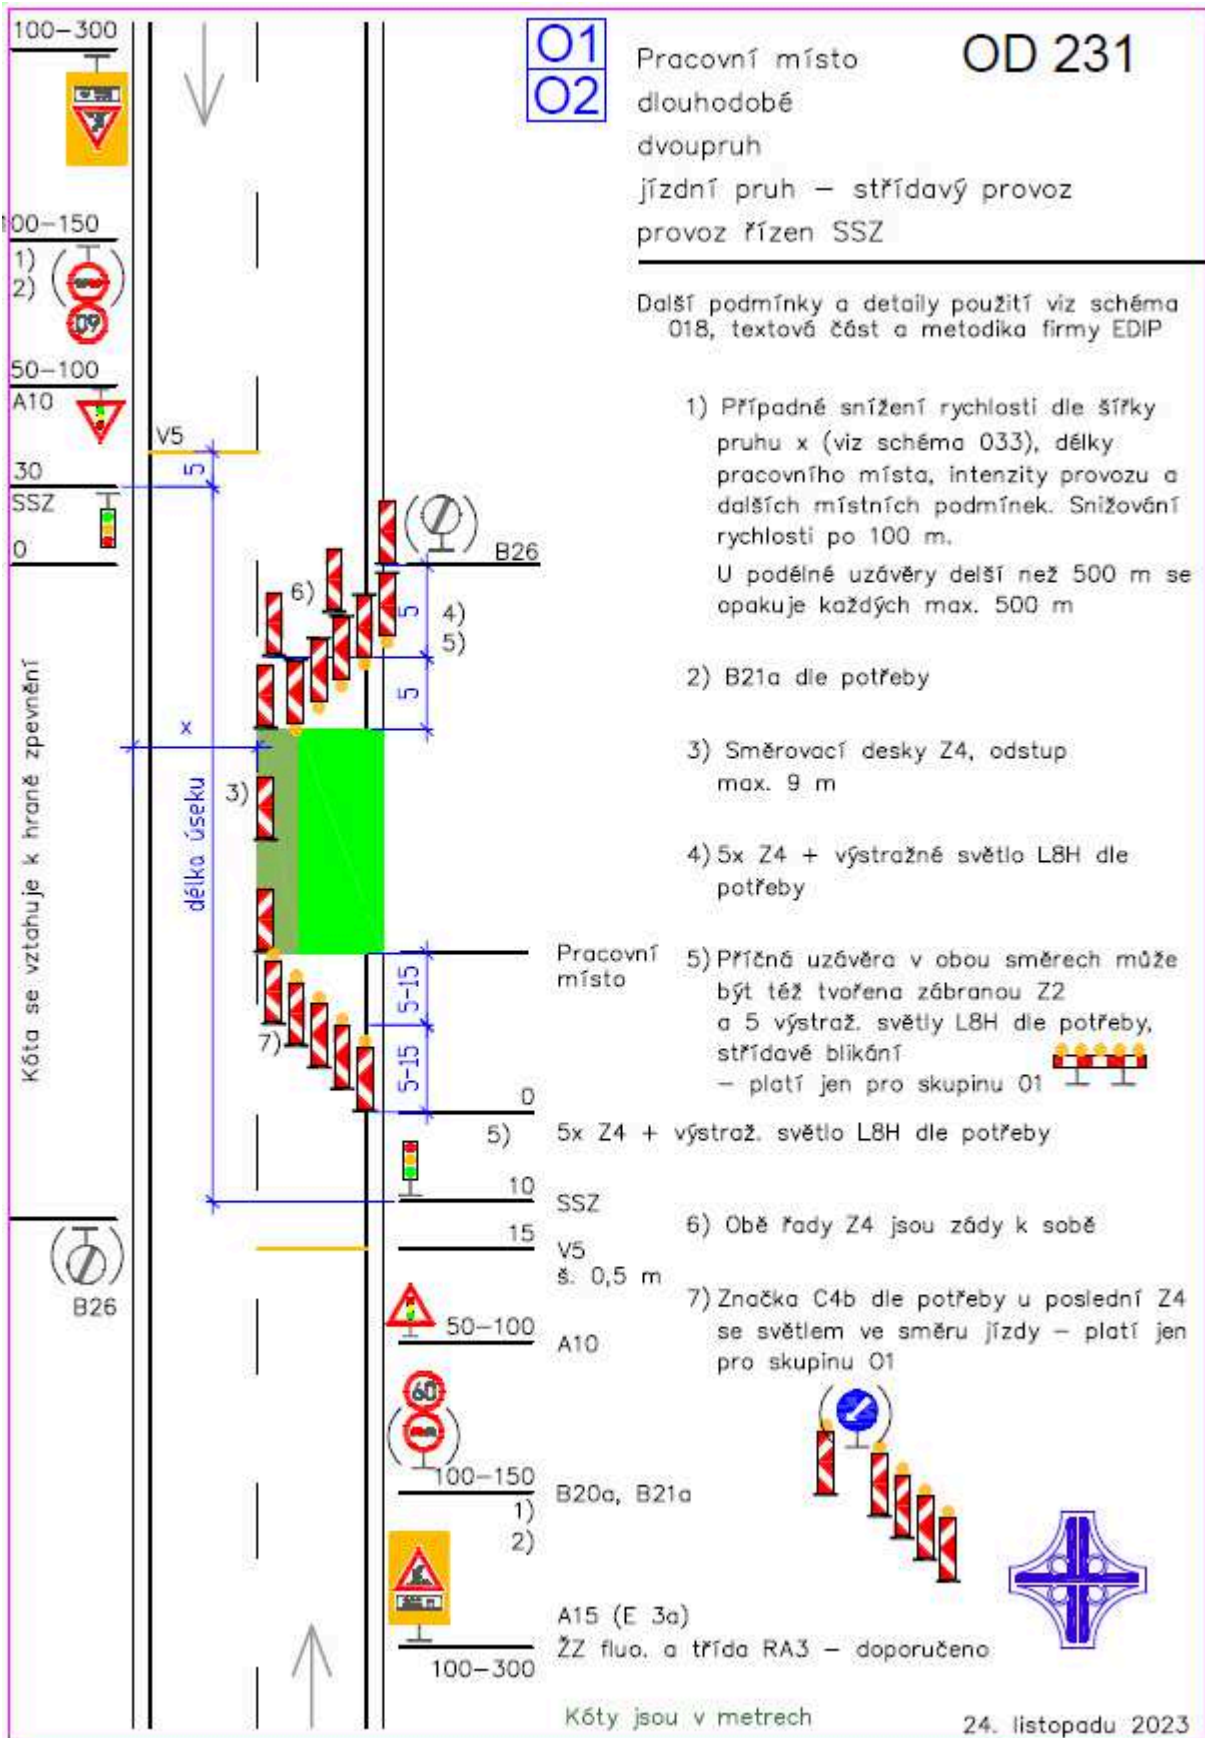 100-300
O1
O2
Pracovní místo
OD 231
dlouhodobé
dvoupruh
jízdní pruh – střídavý provoz
provoz řízen SSZ
00-150
1)
2)
60
50-100
A10
V5
5
30
SSZ
0
Další podmínky a detaily použití viz schéma
018, textová část a metodika firmy EDIP
1) Případné snížení rychlosti dle šířky
pruhu x (viz schéma 033), délky
pracovního místa, intenzity provozu a
dalších místních podmínek. Snižování
rychlosti po 100 m.
U podélné uzávěry delší než 500 m se
opakuje každých max. 500 m
B26
6)
5
4)
5)
5
2) B21a dle potřeby
x
Kóta se vztahuje k hraně zpevnění
délka úseku
3)
3) Směrovací desky Z4, odstup
max. 9 m
4) 5x Z4 + výstražné světlo L8H dle
potřeby
Pracovní
místo
5) Příčná uzávěra v obou směrech může
být též tvořena zábranou Z2
a 5 výstraž. světly L8H dle potřeby,
střídavé blikání
– platí jen pro skupinu O1
5-15
7)
5-15
0
5)
5x Z4 + výstraž. světlo L8H dle potřeby
10
SSZ
15
V5
š. 0,5 m
B26
6) Obě řady Z4 jsou zády k sobě
7) Značka C4b dle potřeby u poslední Z4
se světlem ve směru jízdy – platí jen
pro skupinu O1
50-100
A10
60
100-150
B20a, B21a
1)
2)
A15 (E 3a)
ŽZ fluo. a třída RA3 – doporučeno
100-300
Kóty jsou v metrech
24. listopadu 2023